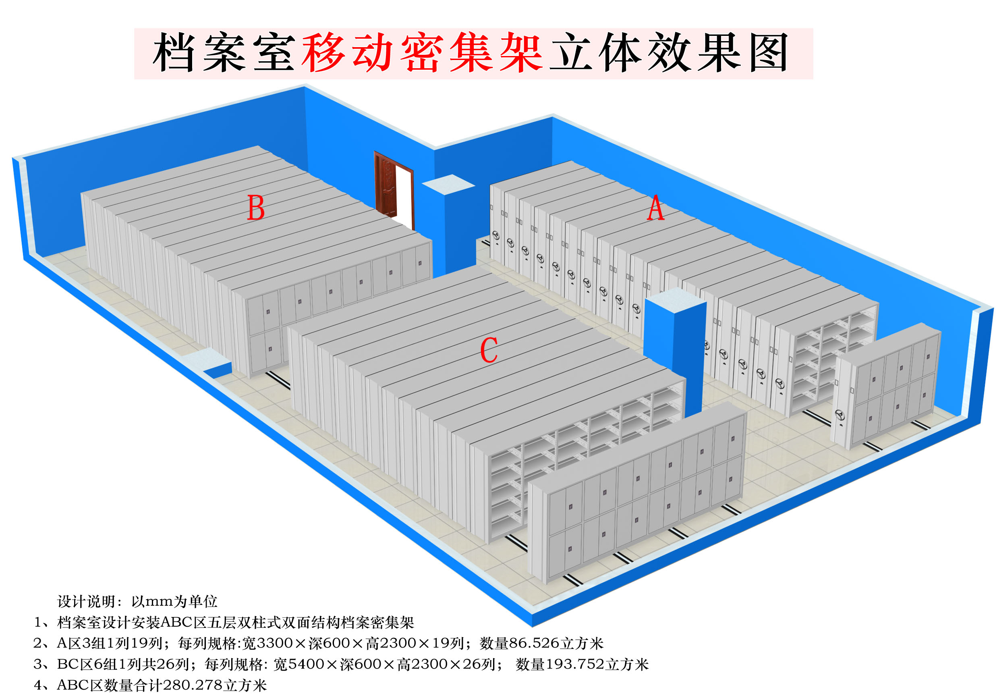 档案室移动密集架立体效果图
B
A
C
设计说明：以mm为单位
1、档案室设计安装ABC区五层双柱式双面结构档案密集架
2、A区3组1列19列；每列规格:宽3300×深600×高2300×19列；数量86.526立方米
3、BC区6组1列共26列；每列规格: 宽5400×深600×高2300×26列； 数量193.752立方米
4、ABC区数量合计280.278立方米